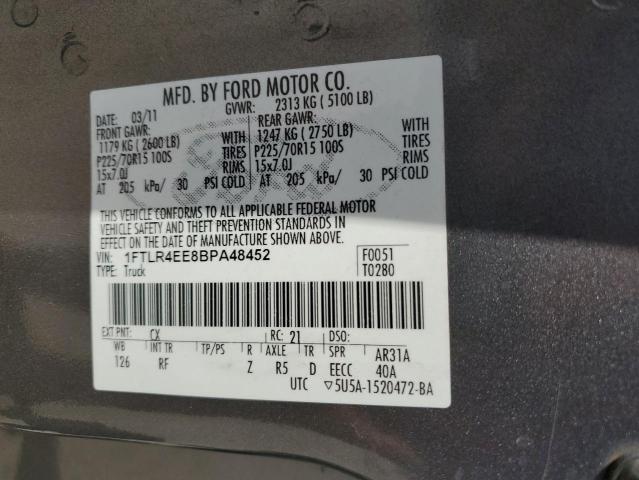 MFD. BY FORD MOTOR CO.
DATE: 03/11 GVWR: 2313 KG ( 5100 LB)
FRONT GAWR: REAR GAWR:
1179 KG ( 2600 LB) WITH 1247 KG ( 2750 LB) WITH
P225/70R15 100S TIRES P225/70R15 100S TIRES
15x7.0J RIMS 15x7.0J RIMS
AT 205 kPa/ 30 PSI COLD AT 205 kPa/ 30 PSI COLD
THIS VEHICLE CONFORMS TO ALL APPLICABLE FEDERAL MOTOR
VEHICLE SAFETY AND THEFT PREVENTION STANDARDS IN EFFECT ON
THE DATE OF MANUFACTURE SHOWN ABOVE.
VIN: 1FTLR4EE8BPA48452 F0051
TYPE: Truck T0280
EXT PNT: CX RC: 21 DSO:
WB INT TR TP/PS R AXLE TR SPR AR31A
126 RF Z R5 D EECC 40A
UTC ▽5U5A-1520472-BA